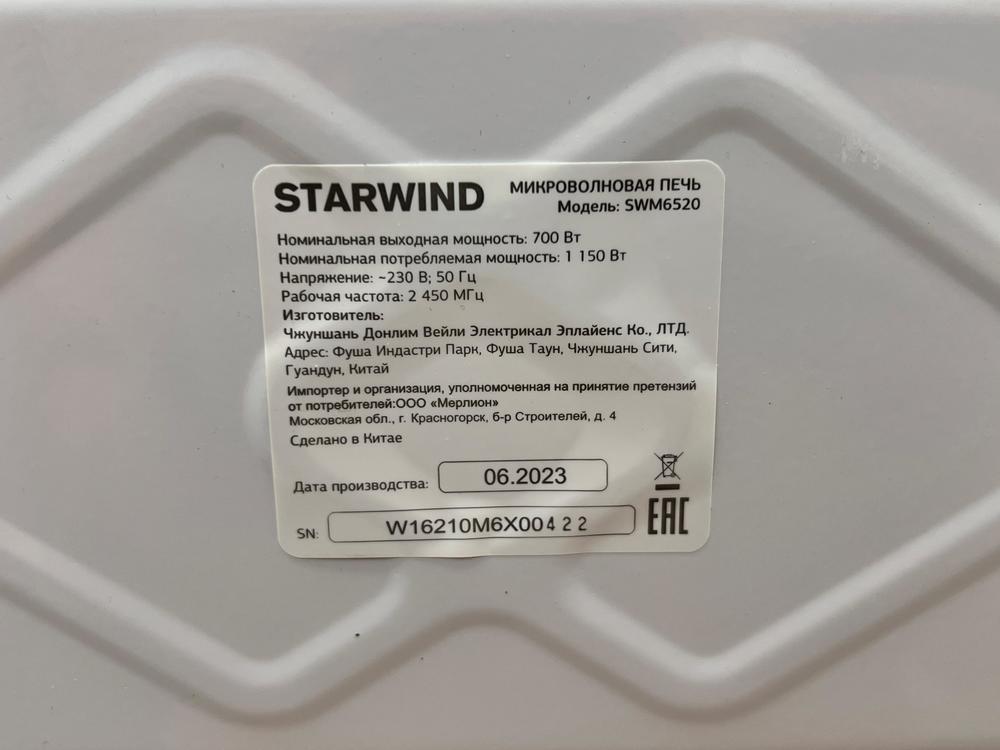 STARWIND
МИКРОВОЛНОВАЯ ПЕЧЬ
Модель: SWM6520
Номинальная выходная мощность: 700 Вт
Номинальная потребляемая мощность: 1 150 Вт
Напряжение: ~230 В; 50 Гц
Рабочая частота: 2 450 МГц
Изготовитель:
Чжуншань Донлим Вейли Электрикал Эплайенс Ко., ЛТД.
Адрес: Фуша Индастри Парк, Фуша Таун, Чжуншань Сити,
Гуандун, Китай
Импортер и организация, уполномоченная на принятие претензий
от потребителей:ООО «Мерлион»
Московская обл., г. Красногорск, б-р Строителей, д. 4
Сделано в Китае
Дата производства: 06.2023
SN: W16210M6X00422
EAC